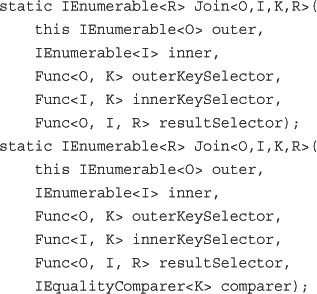 static IEnumerable<R> Join<O,I,K,R>(
this IEnumerable<O> outer,
IEnumerable<I> inner,
Func<O, K> outerKeySelector,
Func<I, K> innerKeySelector,
Func<O, I, R> resultSelector);
static IEnumerable<R> Join<O,I,K,R>(
this IEnumerable<O> outer,
IEnumerable<I> inner,
Func<O, K> outerKeySelector,
Func<I, K> innerKeySelector,
Func<O, I, R> resultSelector,
IEqualityComparer<K> comparer);